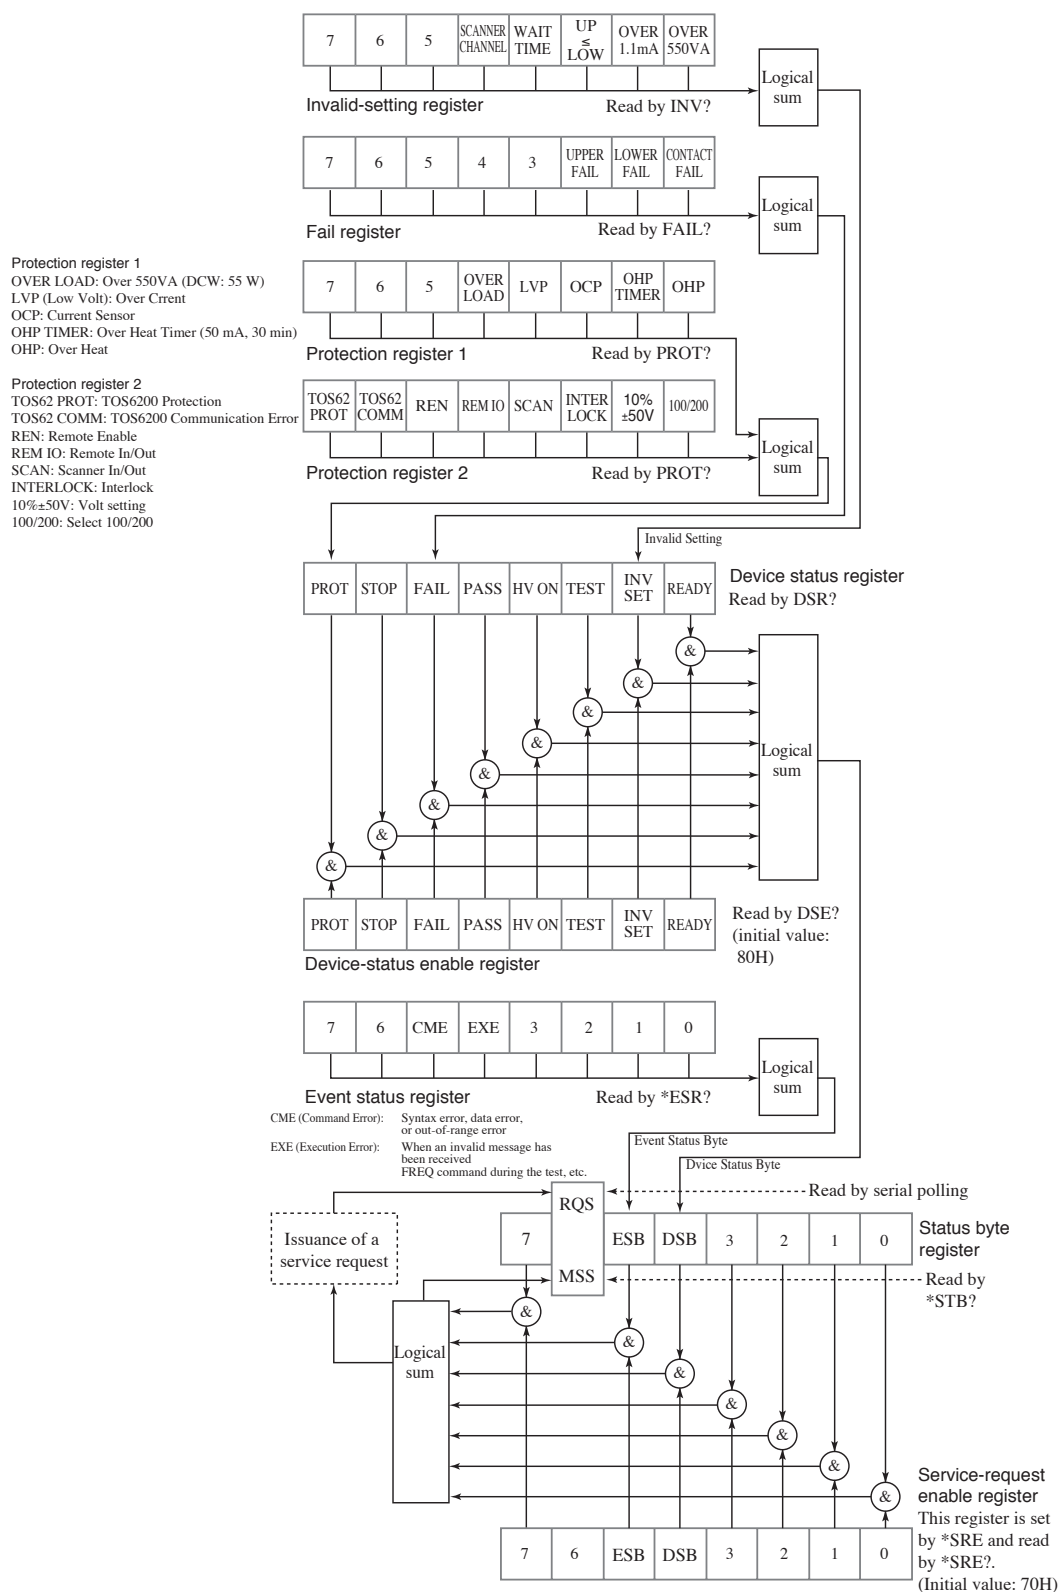 7 6 5 SCANNER CHANNEL WAIT TIME UP ≤ LOW OVER 1.1mA OVER 550VA
Logical sum
Invalid-setting register Read by INV?
7 6 5 4 3 UPPER FAIL LOWER FAIL CONTACT FAIL
Logical sum
Fail register Read by FAIL?
Protection register 1
OVER LOAD: Over 550VA (DCW: 55 W)
LVP (Low Volt): Over Crrent
OCP: Current Sensor
OHP TIMER: Over Heat Timer (50 mA, 30 min)
OHP: Over Heat
7 6 5 OVER LOAD LVP OCP OHP TIMER OHP
Protection register 1 Read by PROT?
Protection register 2
TOS62 PROT: TOS6200 Protection
TOS62 COMM: TOS6200 Communication Error
REN: Remote Enable
REM IO: Remote In/Out
SCAN: Scanner In/Out
INTERLOCK: Interlock
10%±50V: Volt setting
100/200: Select 100/200
TOS62 PROT TOS62 COMM REN REM IO SCAN INTER LOCK 10% ±50V 100/200
Logical sum
Protection register 2 Read by PROT?
Invalid Setting
PROT STOP FAIL PASS HV ON TEST INV SET READY
Device status register
Read by DSR?
&
&
&
&
&
&
&
&
Logical sum
PROT STOP FAIL PASS HV ON TEST INV SET READY
Read by DSE?
(initial value:
80H)
Device-status enable register
7 6 CME EXE 3 2 1 0
Logical sum
Event status register Read by *ESR?
CME (Command Error): Syntax error, data error,
or out-of-range error
EXE (Execution Error): When an invalid message has
been received
FREQ command during the test, etc.
Event Status Byte
Dvice Status Byte
Read by serial polling
Issuance of a
service request
RQS
7 ESB DSB 3 2 1 0
MSS
Status byte
register
Read by
*STB?
Logical sum
&
&
&
&
&
&
&
7 6 ESB DSB 3 2 1 0
Service-request
enable register
This register is set
by *SRE and read
by *SRE?.
(Initial value: 70H)